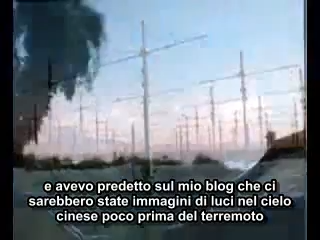 e avevo predetto sul mio blog che ci
sarebbero state immagini di luci nel cielo
cinese poco prima del terremoto